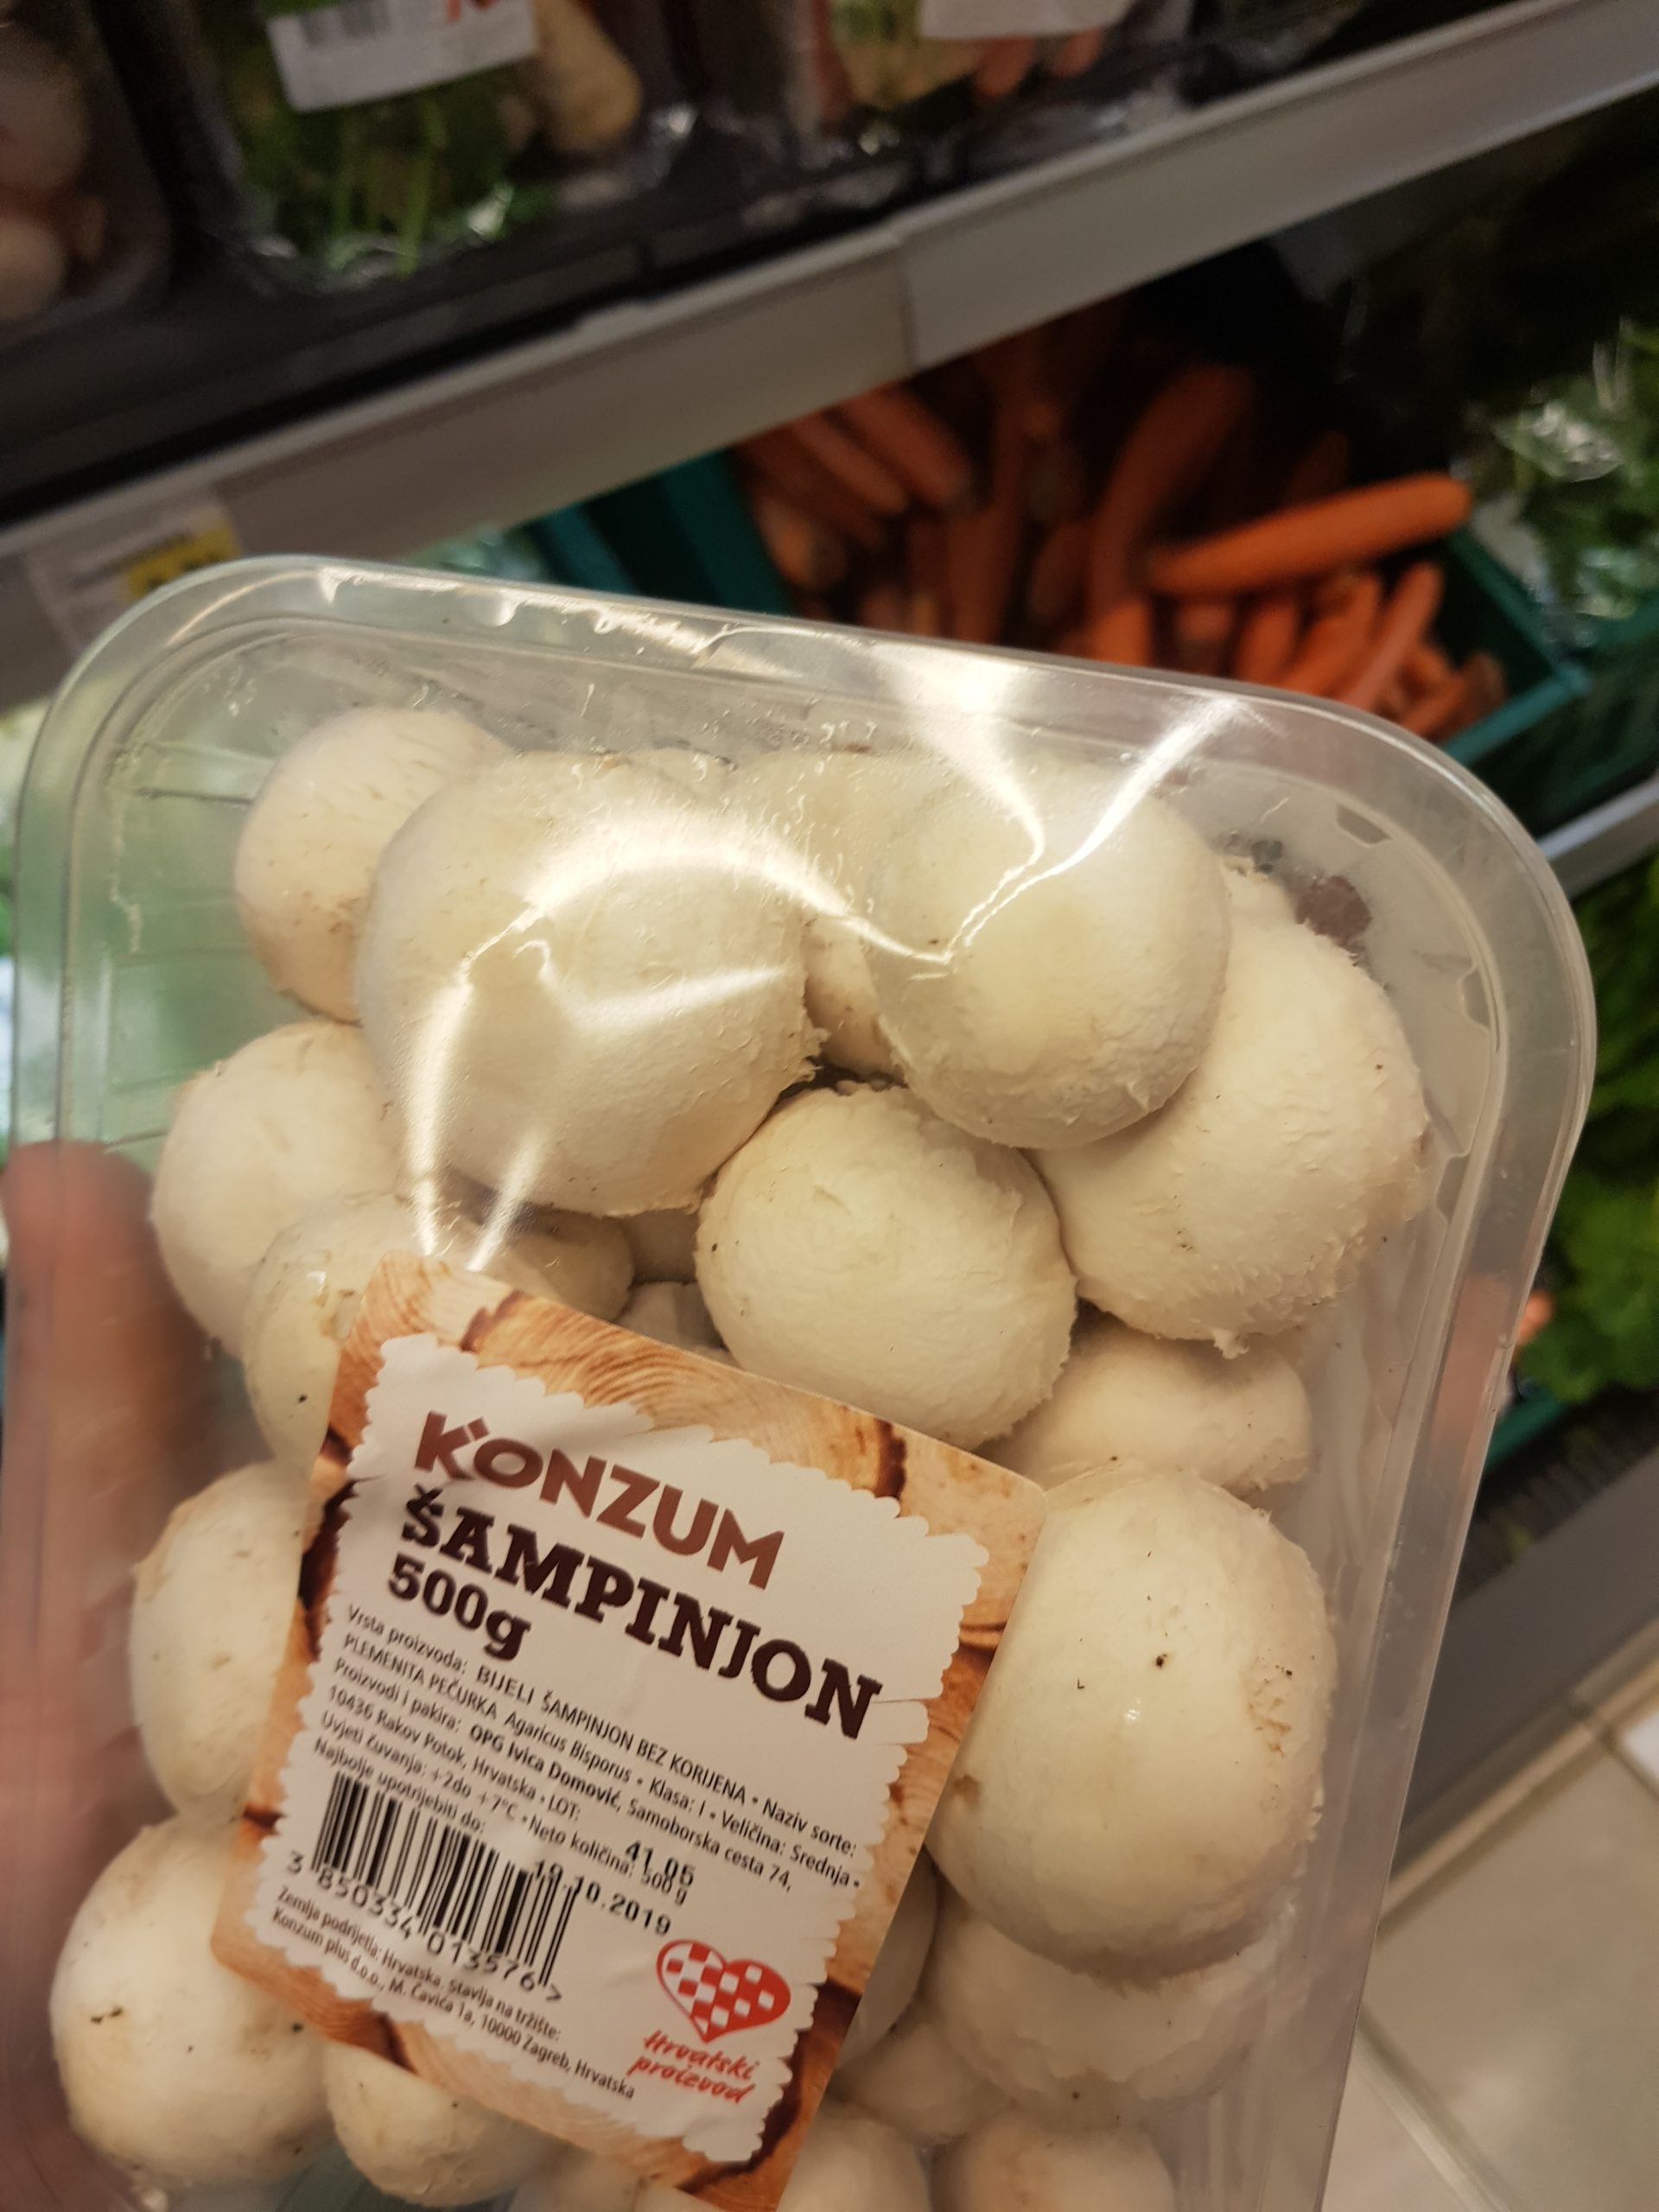 KONZUM
ŠAMPINJON
500g
Vrsta proizvoda: BIJELI ŠAMPINJON BEZ KORIJENA • Naziv sorte:
PLEMENITA PEČURKA Agaricus Bisporus • Klasa: I • Veličina: Srednja •
Proizvodi i pakira: OPG Ivica Domović, Samoborska cesta 74,
10436 Rakov Potok, Hrvatska • LOT: 41.06
Uvjeti čuvanja: +2do +7°C • Neto količina: 500 g
Najbolje upotrijebiti do: 19.10.2019
3 850334 013576 >
Zemlja podrijetla: Hrvatska. Stavlja na tržište:
Konzum plus d.o.o., M. Čavića 1a, 10000 Zagreb, Hrvatska
Hrvatski
proizvod